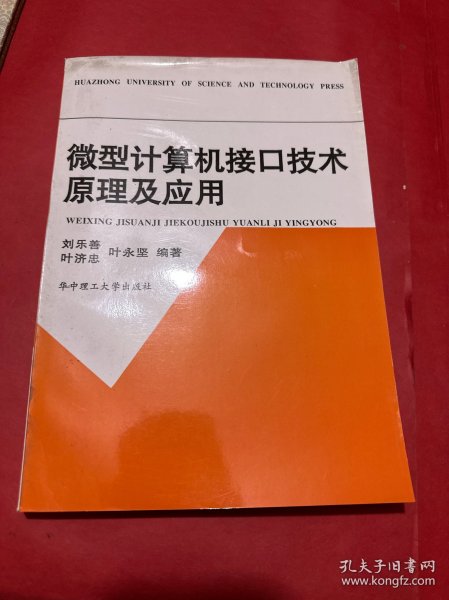 HUAZHONG UNIVERSITY OF SCIENCE AND TECHNOLOGY PRESS
微型计算机接口技术
原理及应用
WEIXING JISUANJI JIEKOUJISHU YUANLI JI YINGYONG
刘乐善
叶济忠 叶永坚 编著
华中理工大学出版社
孔夫子旧书网
www.kongfz.com